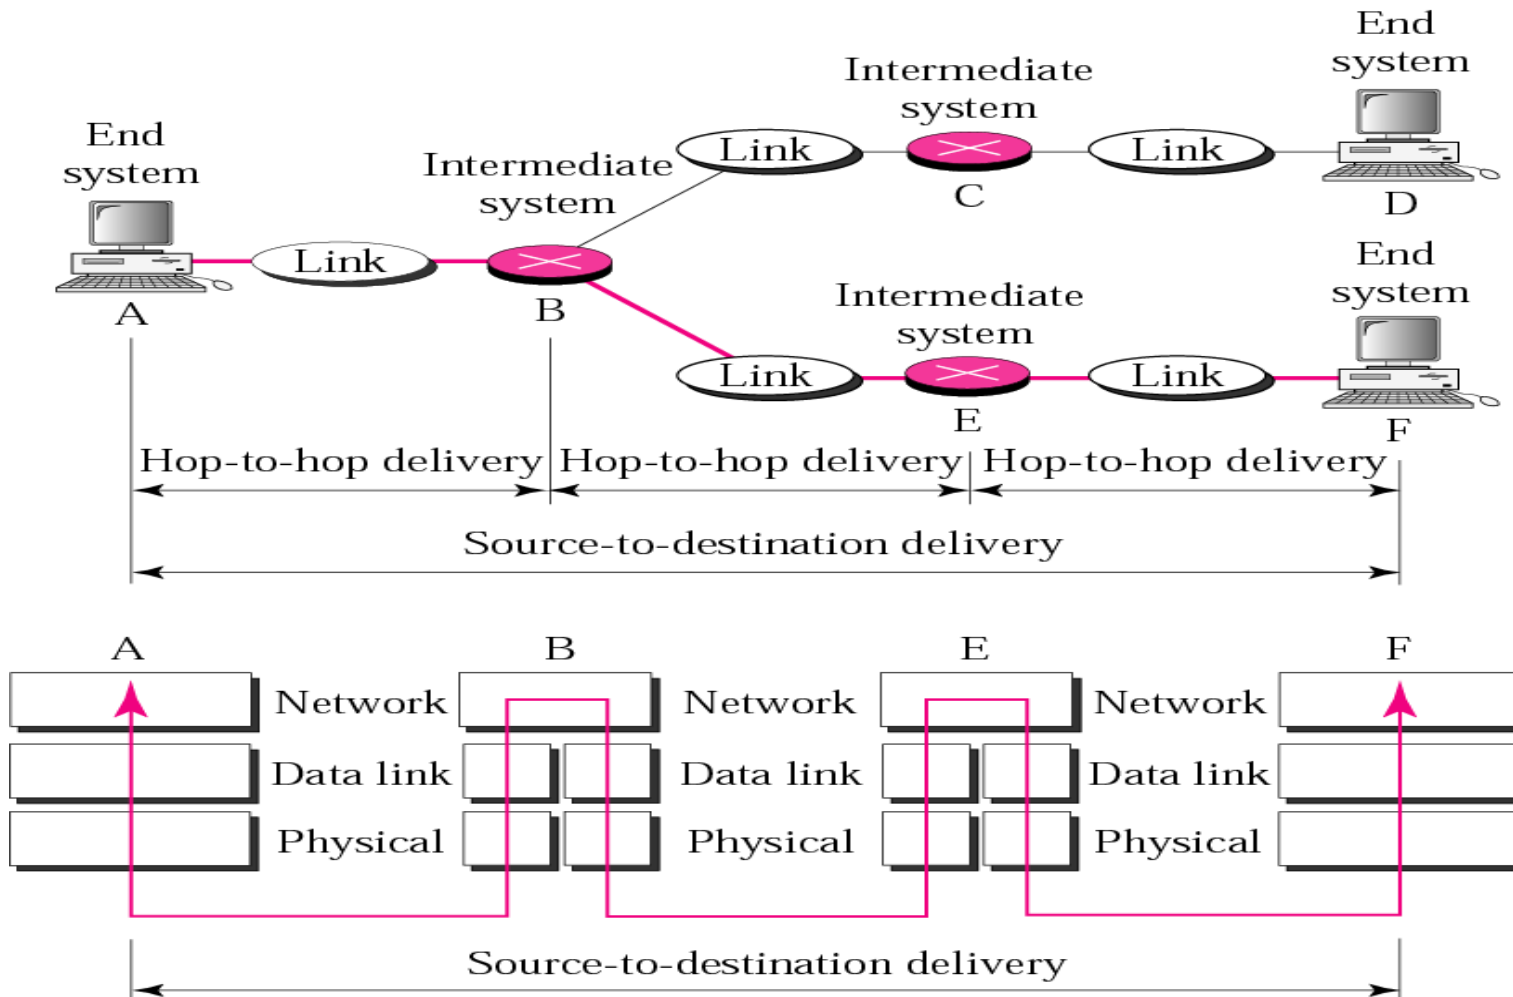 End
system
Intermediate
system
Link
C
Link
D
End
system
A
Link
Intermediate
system
B
Link
Intermediate
system
E
Link
End
system
F
Hop-to-hop delivery
Hop-to-hop delivery
Hop-to-hop delivery
Source-to-destination delivery
A
B
E
F
Network
Network
Network
Data link
Data link
Data link
Physical
Physical
Physical
Source-to-destination delivery